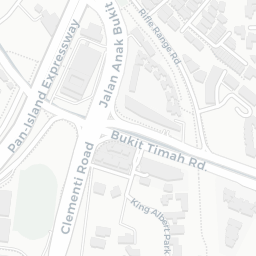 Rifle Range Rd
Jalan Anak Bukit
Pan-Island Expressway
Bukit Timah Rd
Clementi Road
King Albert Park